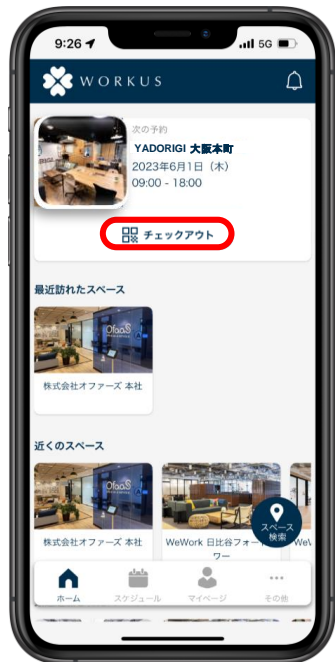 9:26
5G
WORKUS
次の予約
YADORIGI 大阪本町
2023年6月1日（木）
09:00 - 18:00
チェックアウト
最近訪れたスペース
OfaaS
株式会社オファーズ 本社
近くのスペース
OfaaS
株式会社オファーズ 本社
WeWork 日比谷フォー
ワー
WeW
スペース
検索
ホーム
スケジュール
マイページ
その他